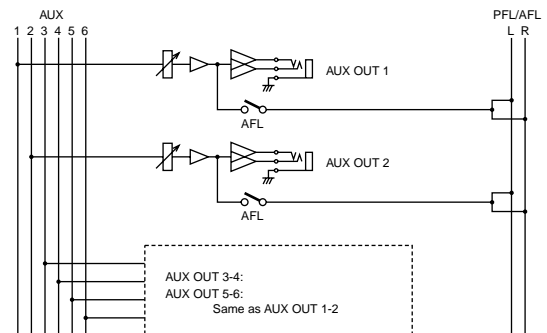 AUX
PFL/AFL
1 2 3 4 5 6
L R
AUX OUT 1
AFL
AUX OUT 2
AFL
AUX OUT 3-4:
AUX OUT 5-6:
Same as AUX OUT 1-2